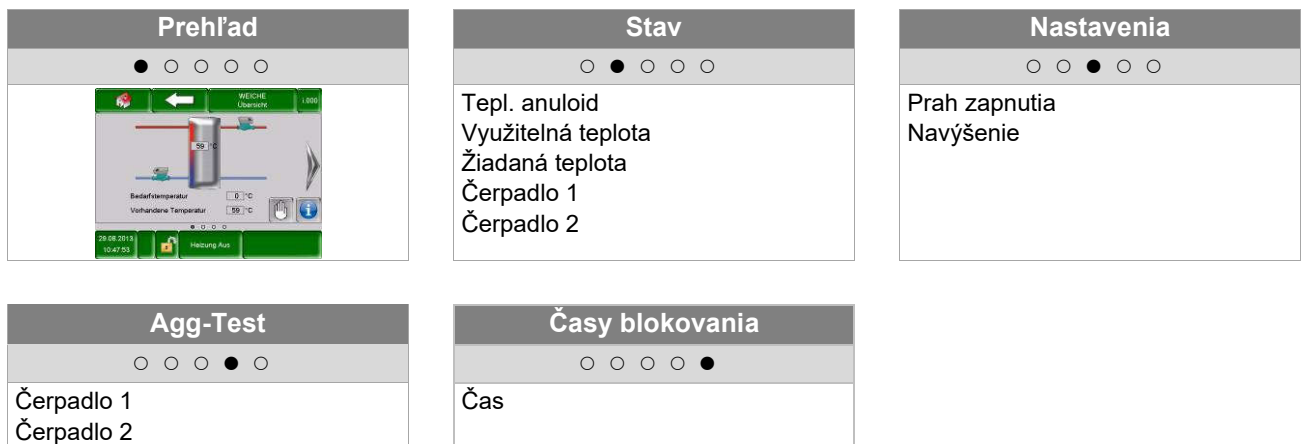 Prehľad
WEICHE
Übersicht
i.000
59 °C
Bedarfstemperatur 0 °C
Vorhandene Temperatur 59 °C
28.08.2013
10:47:53
Heizung Aus
Stav
Tepl. anuloid
Využitelná teplota
Žiadaná teplota
Čerpadlo 1
Čerpadlo 2
Nastavenia
Prah zapnutia
Navýšenie
Agg-Test
Čerpadlo 1
Čerpadlo 2
Časy blokovania
Čas